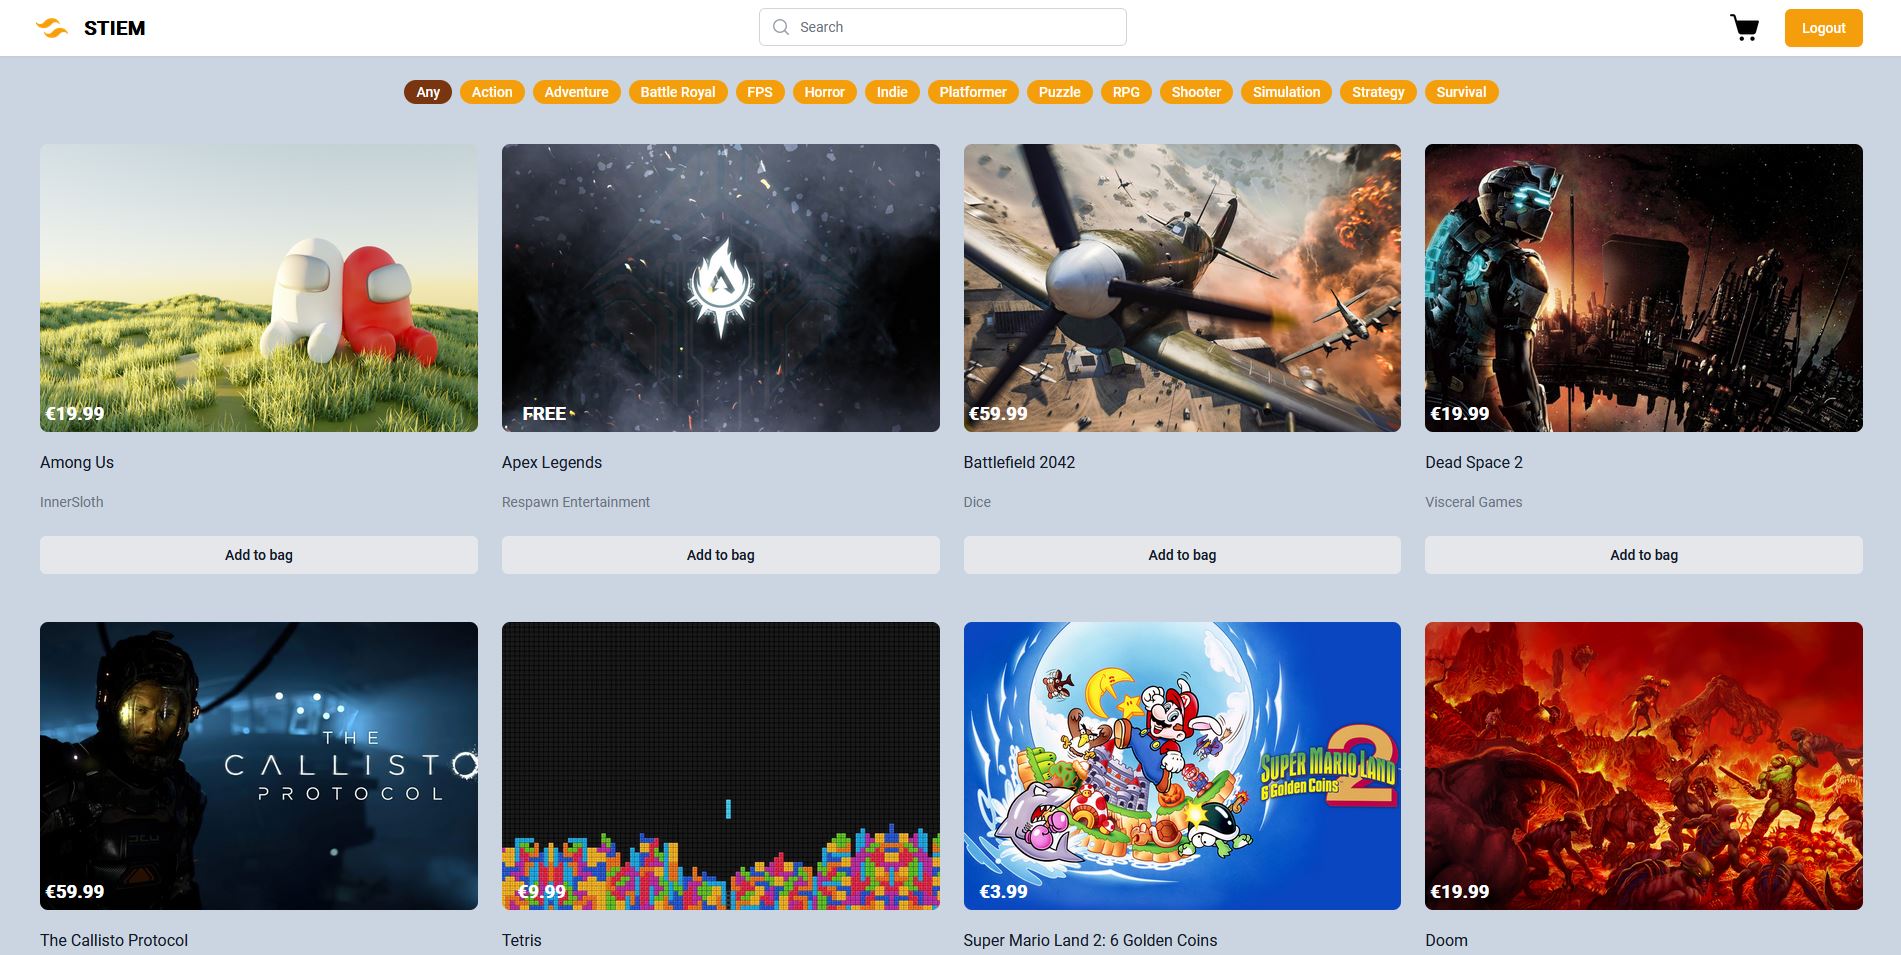 STIEM
Search
Logout
Any Action Adventure Battle Royal FPS Horror Indie Platformer Puzzle RPG Shooter Simulation Strategy Survival
€19.99
FREE
€59.99
€19.99
Among Us
Apex Legends
Battlefield 2042
Dead Space 2
InnerSloth
Respawn Entertainment
Dice
Visceral Games
Add to bag
Add to bag
Add to bag
Add to bag
THE
CALLISTO
PROTOCOL
€59.99
€9.99
SUPER MARIO LAND 2
6 Golden Coins
€3.99
€19.99
The Callisto Protocol
Tetris
Super Mario Land 2: 6 Golden Coins
Doom